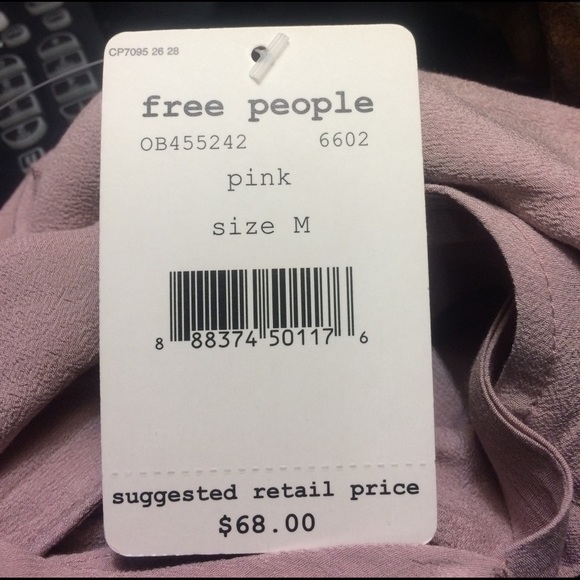 CP7095 26 28
free people
OB455242 6602
pink
size M
8 88374 50117 6
suggested retail price
$68.00